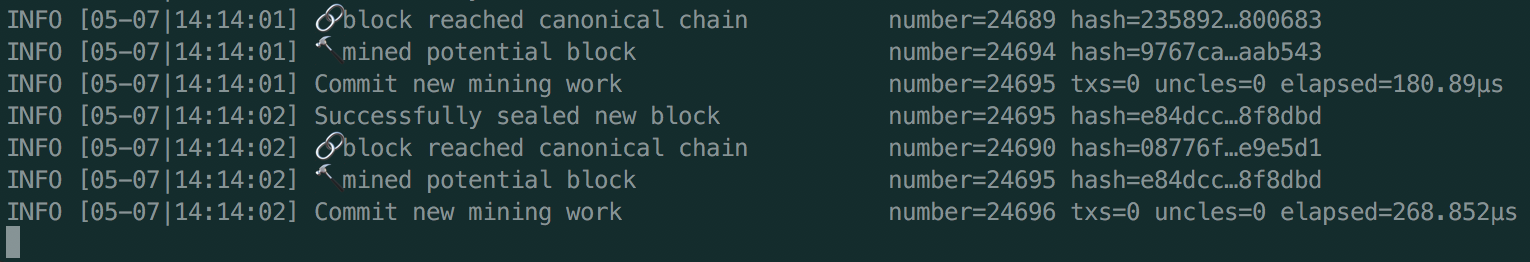 INFO [05-07|14:14:01] 🔗block reached canonical chain          number=24689 hash=235892…800683
INFO [05-07|14:14:01] 🔨mined potential block                  number=24694 hash=9767ca…aab543
INFO [05-07|14:14:01] Commit new mining work                   number=24695 txs=0 uncles=0 elapsed=180.89µs
INFO [05-07|14:14:02] Successfully sealed new block            number=24695 hash=e84dcc…8f8dbd
INFO [05-07|14:14:02] 🔗block reached canonical chain          number=24690 hash=08776f…e9e5d1
INFO [05-07|14:14:02] 🔨mined potential block                  number=24695 hash=e84dcc…8f8dbd
INFO [05-07|14:14:02] Commit new mining work                   number=24696 txs=0 uncles=0 elapsed=268.852µs